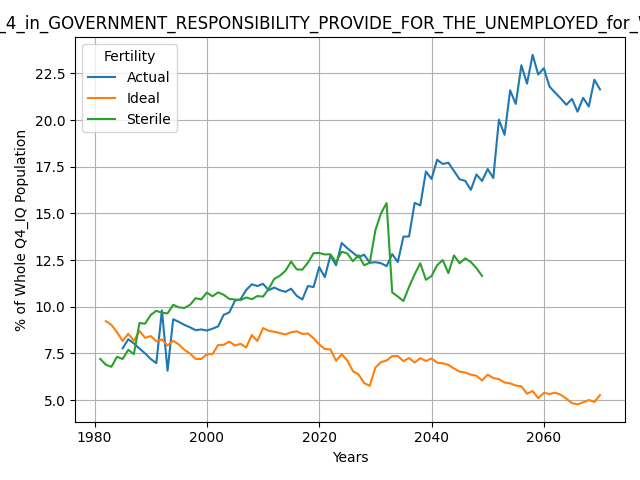 _4_in_GOVERNMENT_RESPONSIBILITY_PROVIDE_FOR_THE_UNEMPLOYED_for_
Fertility
Actual
Ideal
Sterile
% of Whole Q4_IQ Population
22.5
20.0
17.5
15.0
12.5
10.0
7.5
5.0
1980 2000 2020 2040 2060
Years